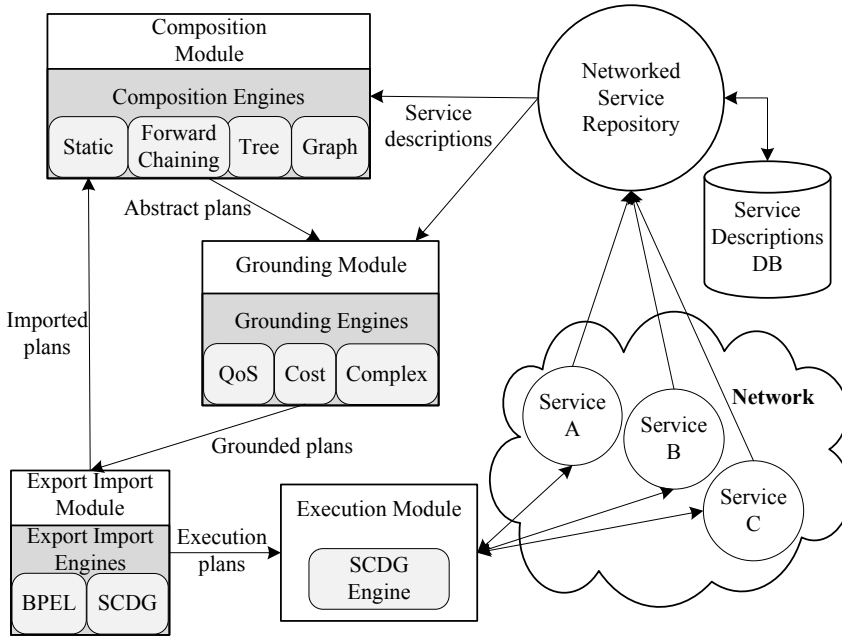 Composition
Module
Composition Engines
Static
Forward
Chaining
Tree
Graph
Service
descriptions
Networked
Service
Repository
Service
Descriptions
DB
Abstract plans
Grounding Module
Grounding Engines
QoS
Cost
Complex
Imported
plans
Grounded plans
Network
Service
A
Service
B
Service
C
Export Import
Module
Export Import
Engines
BPEL
SCDG
Execution
plans
Execution Module
SCDG
Engine